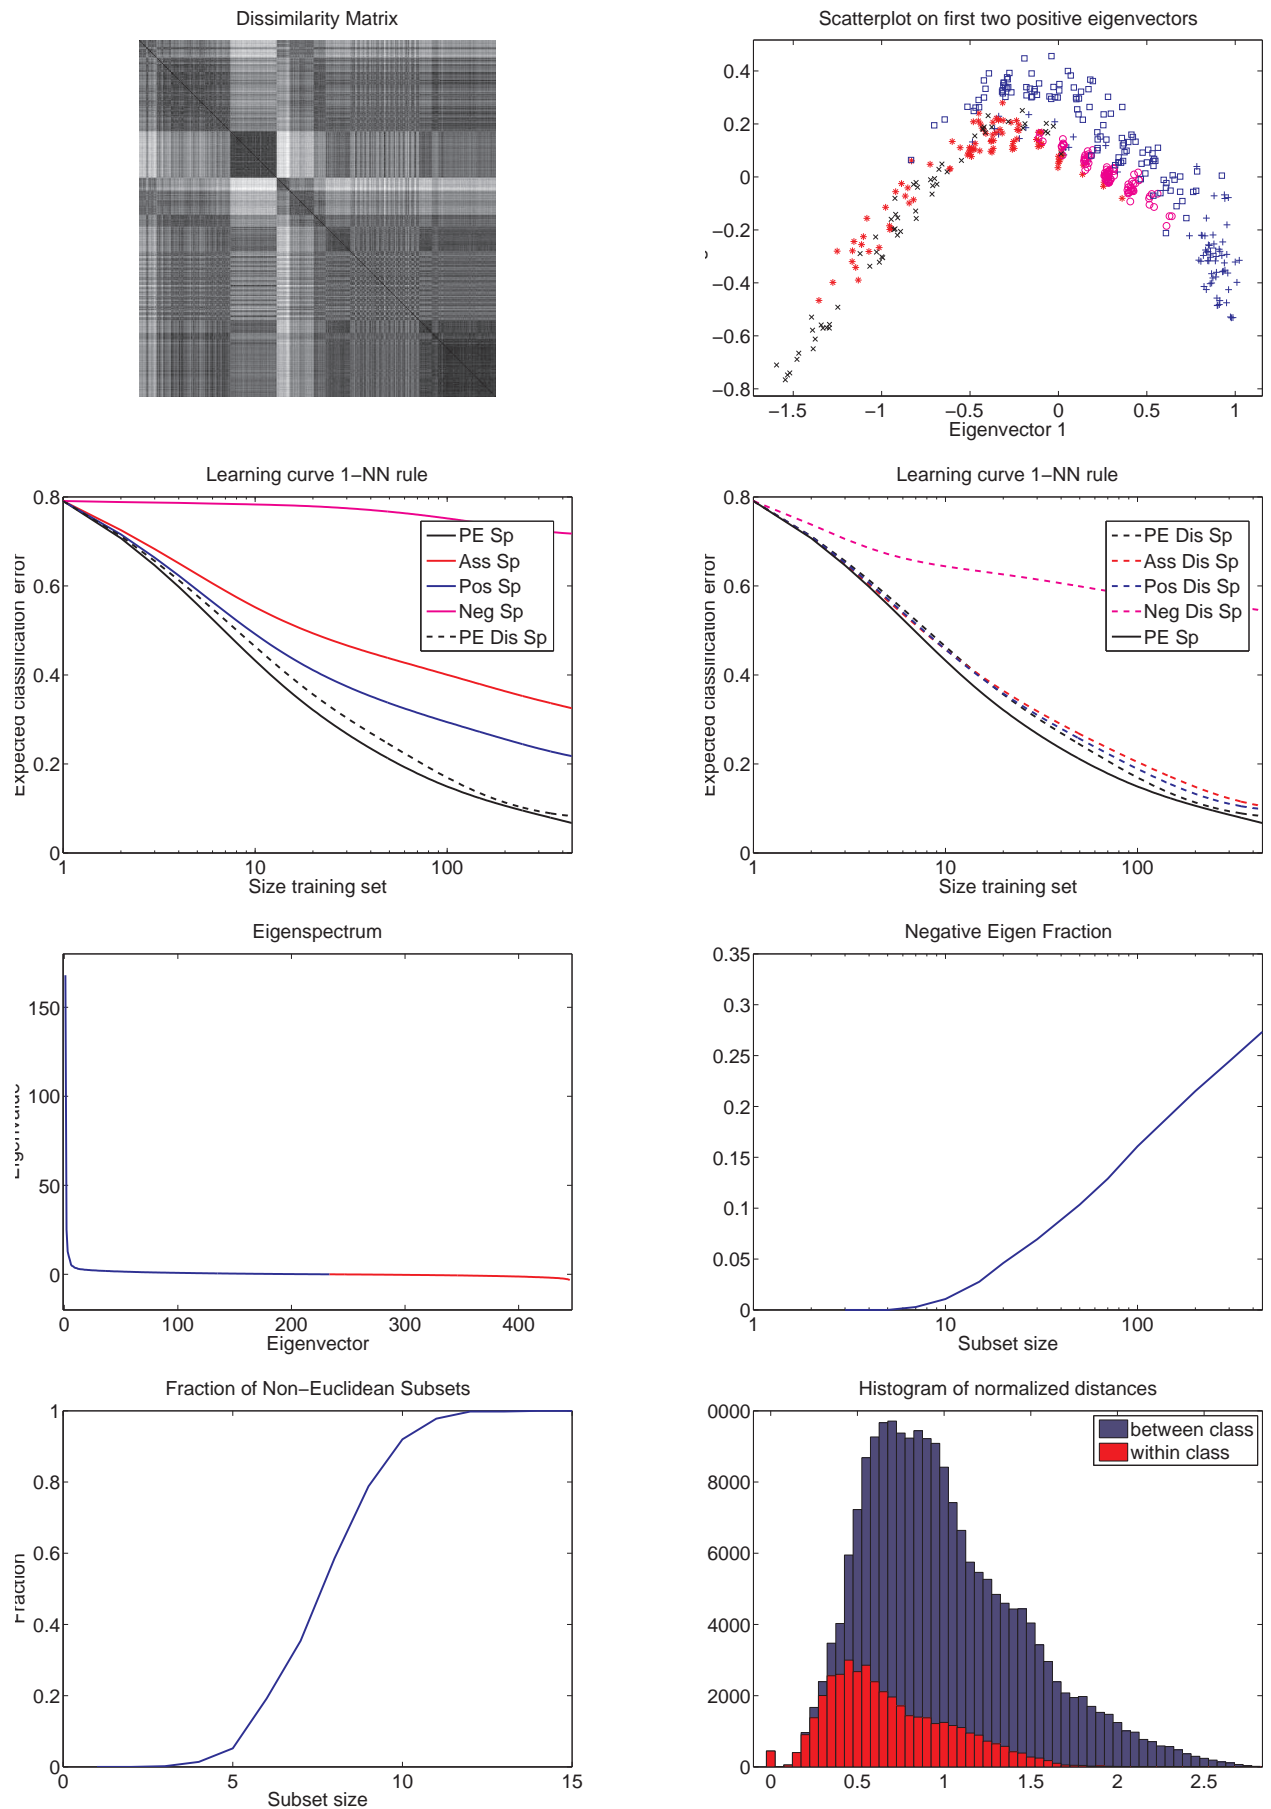 Dissimilarity Matrix
Scatterplot on first two positive eigenvectors
0.4
0.2
0
−0.2
−0.4
−0.6
−0.8
−1.5 −1 −0.5 0 0.5 1
Eigenvector 1
Learning curve 1−NN rule
0.8
0.6
0.4
0.2
0
1 10 100
Size training set
Expected classification error
PE Sp
Ass Sp
Pos Sp
Neg Sp
PE Dis Sp
Learning curve 1−NN rule
0.8
0.6
0.4
0.2
0
1 10 100
Size training set
Expected classification error
PE Dis Sp
Ass Dis Sp
Pos Dis Sp
Neg Dis Sp
PE Sp
Eigenspectrum
150
100
50
0
0 100 200 300 400
Eigenvector
Eigenvalue
Negative Eigen Fraction
0.35
0.3
0.25
0.2
0.15
0.1
0.05
0
1 10 100
Subset size
Fraction of Non−Euclidean Subsets
1
0.8
0.6
0.4
0.2
0
0 5 10 15
Subset size
Fraction
Histogram of normalized distances
0000
8000
6000
4000
2000
0
0 0.5 1 1.5 2 2.5
between class
within class